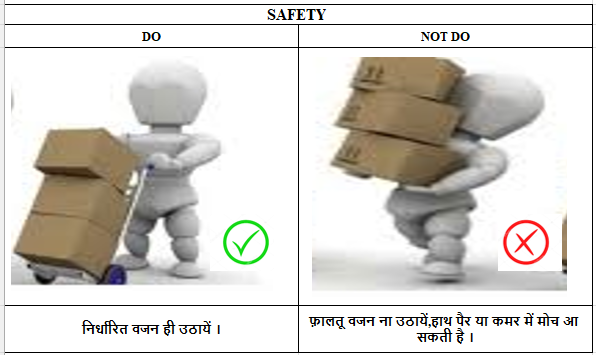 SAFETY
DO
NOT DO
निर्धारित वजन ही उठायें ।
फ़ालतू वजन ना उठायें,हाथ पैर या कमर में मोच आ
सकती है ।